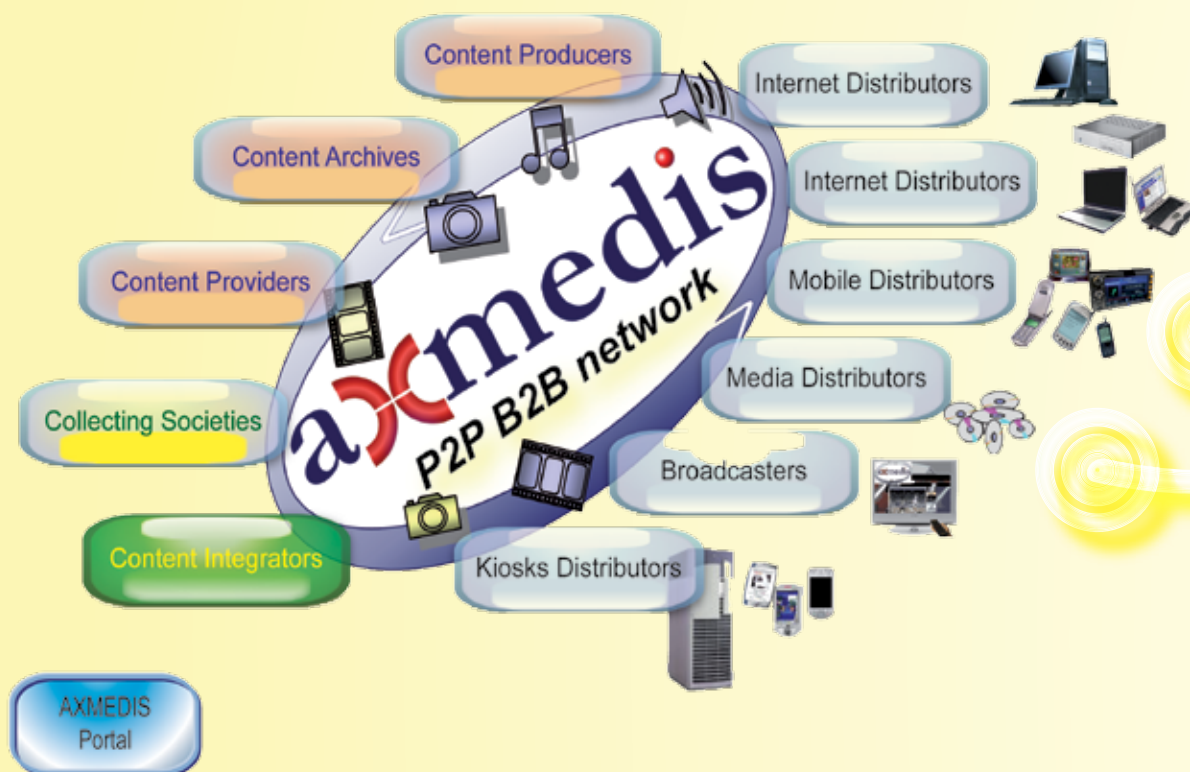 Content Producers
Internet Distributors
Content Archives
Internet Distributors
Content Providers
Mobile Distributors
axmedis
P2P B2B network
Media Distributors
Collecting Societies
Broadcasters
Content Integrators
Kiosks Distributors
AXMEDIS
Portal
axmedis